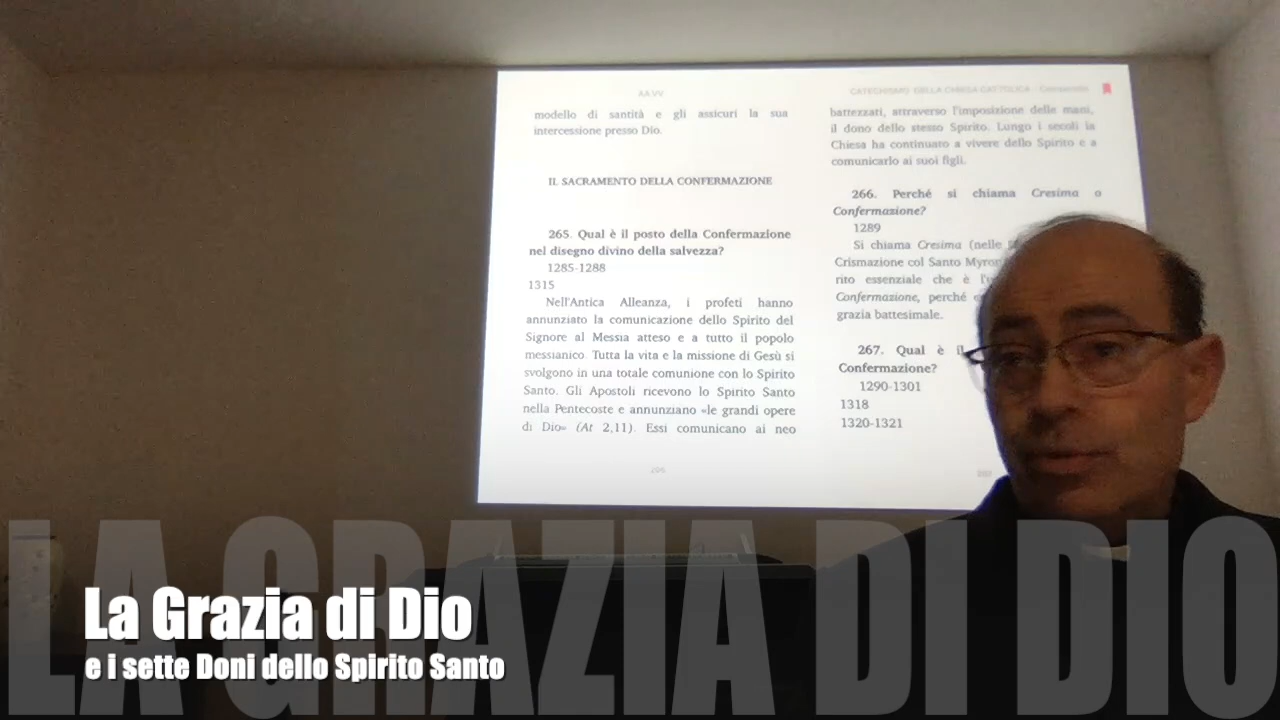 AA.VV.
modello di santità e gli assicuri la sua
intercessione presso Dio.
IL SACRAMENTO DELLA CONFERMAZIONE
265. Qual è il posto della Confermazione
nel disegno divino della salvezza?
1285-1288
1315
Nell'Antica Alleanza, i profeti hanno
annunziato la comunicazione dello Spirito del
Signore al Messia atteso e a tutto il popolo
messianico. Tutta la vita e la missione di Gesù si
svolgono in una totale comunione con lo Spirito
Santo. Gli Apostoli ricevono lo Spirito Santo
nella Pentecoste e annunziano «le grandi opere
di Dio» (At 2,11). Essi comunicano ai neo
206
CATECHISMO DELLA CHIESA CATTOLICA - Compendio
battezzati, attraverso l'imposizione delle mani,
il dono dello stesso Spirito. Lungo i secoli la
Chiesa ha continuato a vivere dello Spirito e a
comunicarlo ai suoi figli.
266. Perché si chiama Cresima o
Confermazione?
1289
Si chiama Cresima (nelle
Crismazione col Santo Myron
rito essenziale che è
Confermazione, perché
grazia battesimale.
267. Qual è il
Confermazione?
1290-1301
1318
1320-1321
207
LA GRAZIA DI DIO
La Grazia di Dio
e i sette Doni dello Spirito Santo